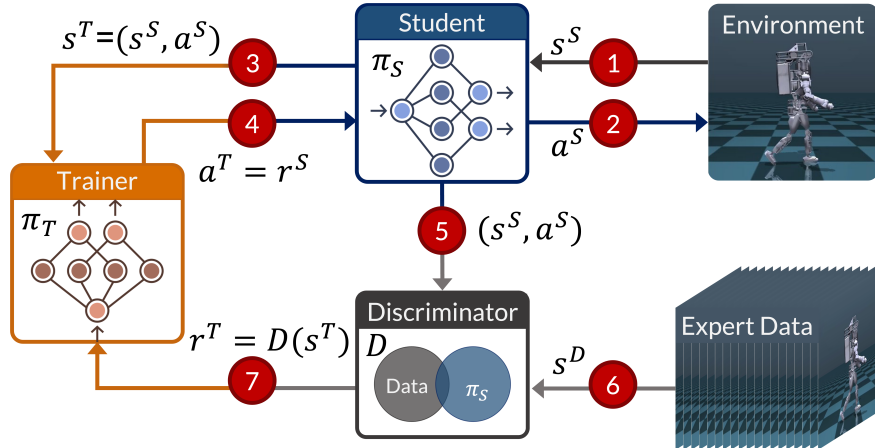 Student
Environment
s^T=(s^S, a^S)
3
π_S
s^S
1
4
a^T = r^S
a^S
2
Trainer
π_T
5
(s^S, a^S)
Discriminator
Expert Data
r^T = D(s^T)
D
Data
π_S
7
s^D
6